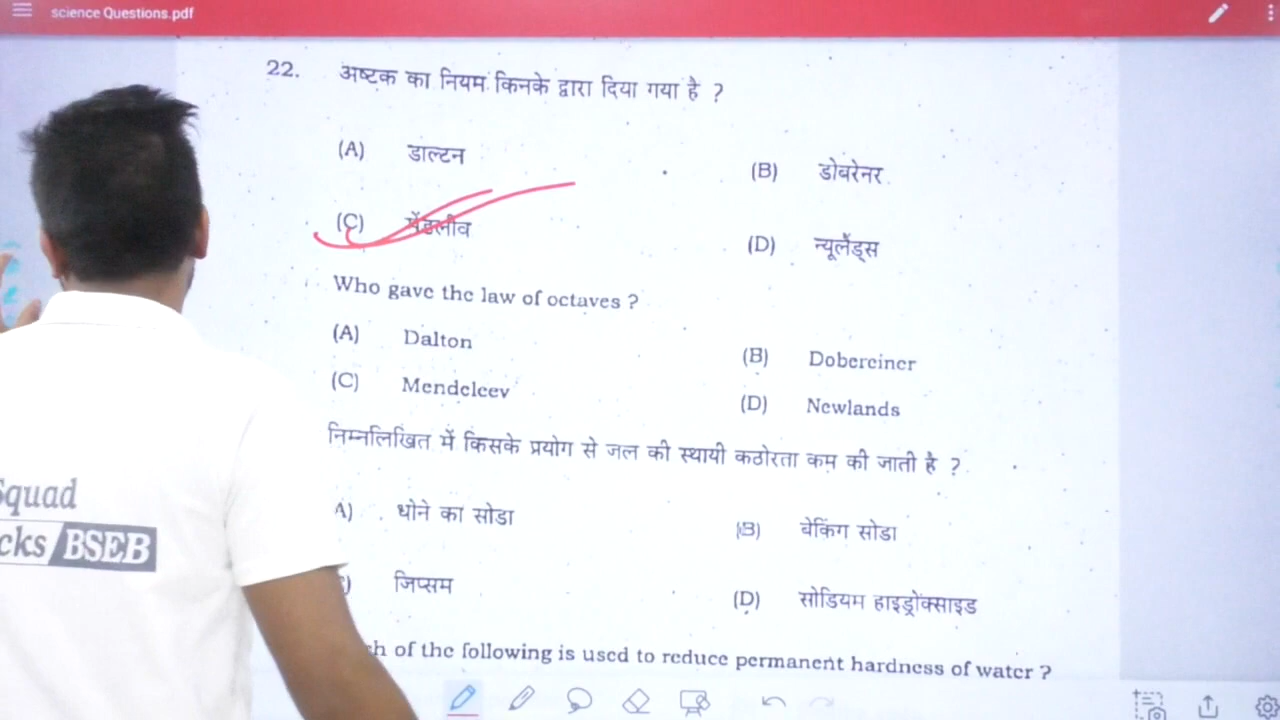 science Questions.pdf
22. अष्टक का नियम किनके द्वारा दिया गया है ?
(A) डाल्टन
(B) डोबरेनर
(C) मेंडलीव
(D) न्यूलैंड्स
Who gave the law of octaves ?
(A) Dalton
(B) Dobereiner
(C) Mendeleev
(D) Newlands
निम्नलिखित में किसके प्रयोग से जल की स्थायी कठोरता कम की जाती है ?
A) धोने का सोडा
(B) बेकिंग सोडा
) जिप्सम
(D) सोडियम हाइड्रोक्साइड
of the following is used to reduce permanent hardness of water ?
BSEB